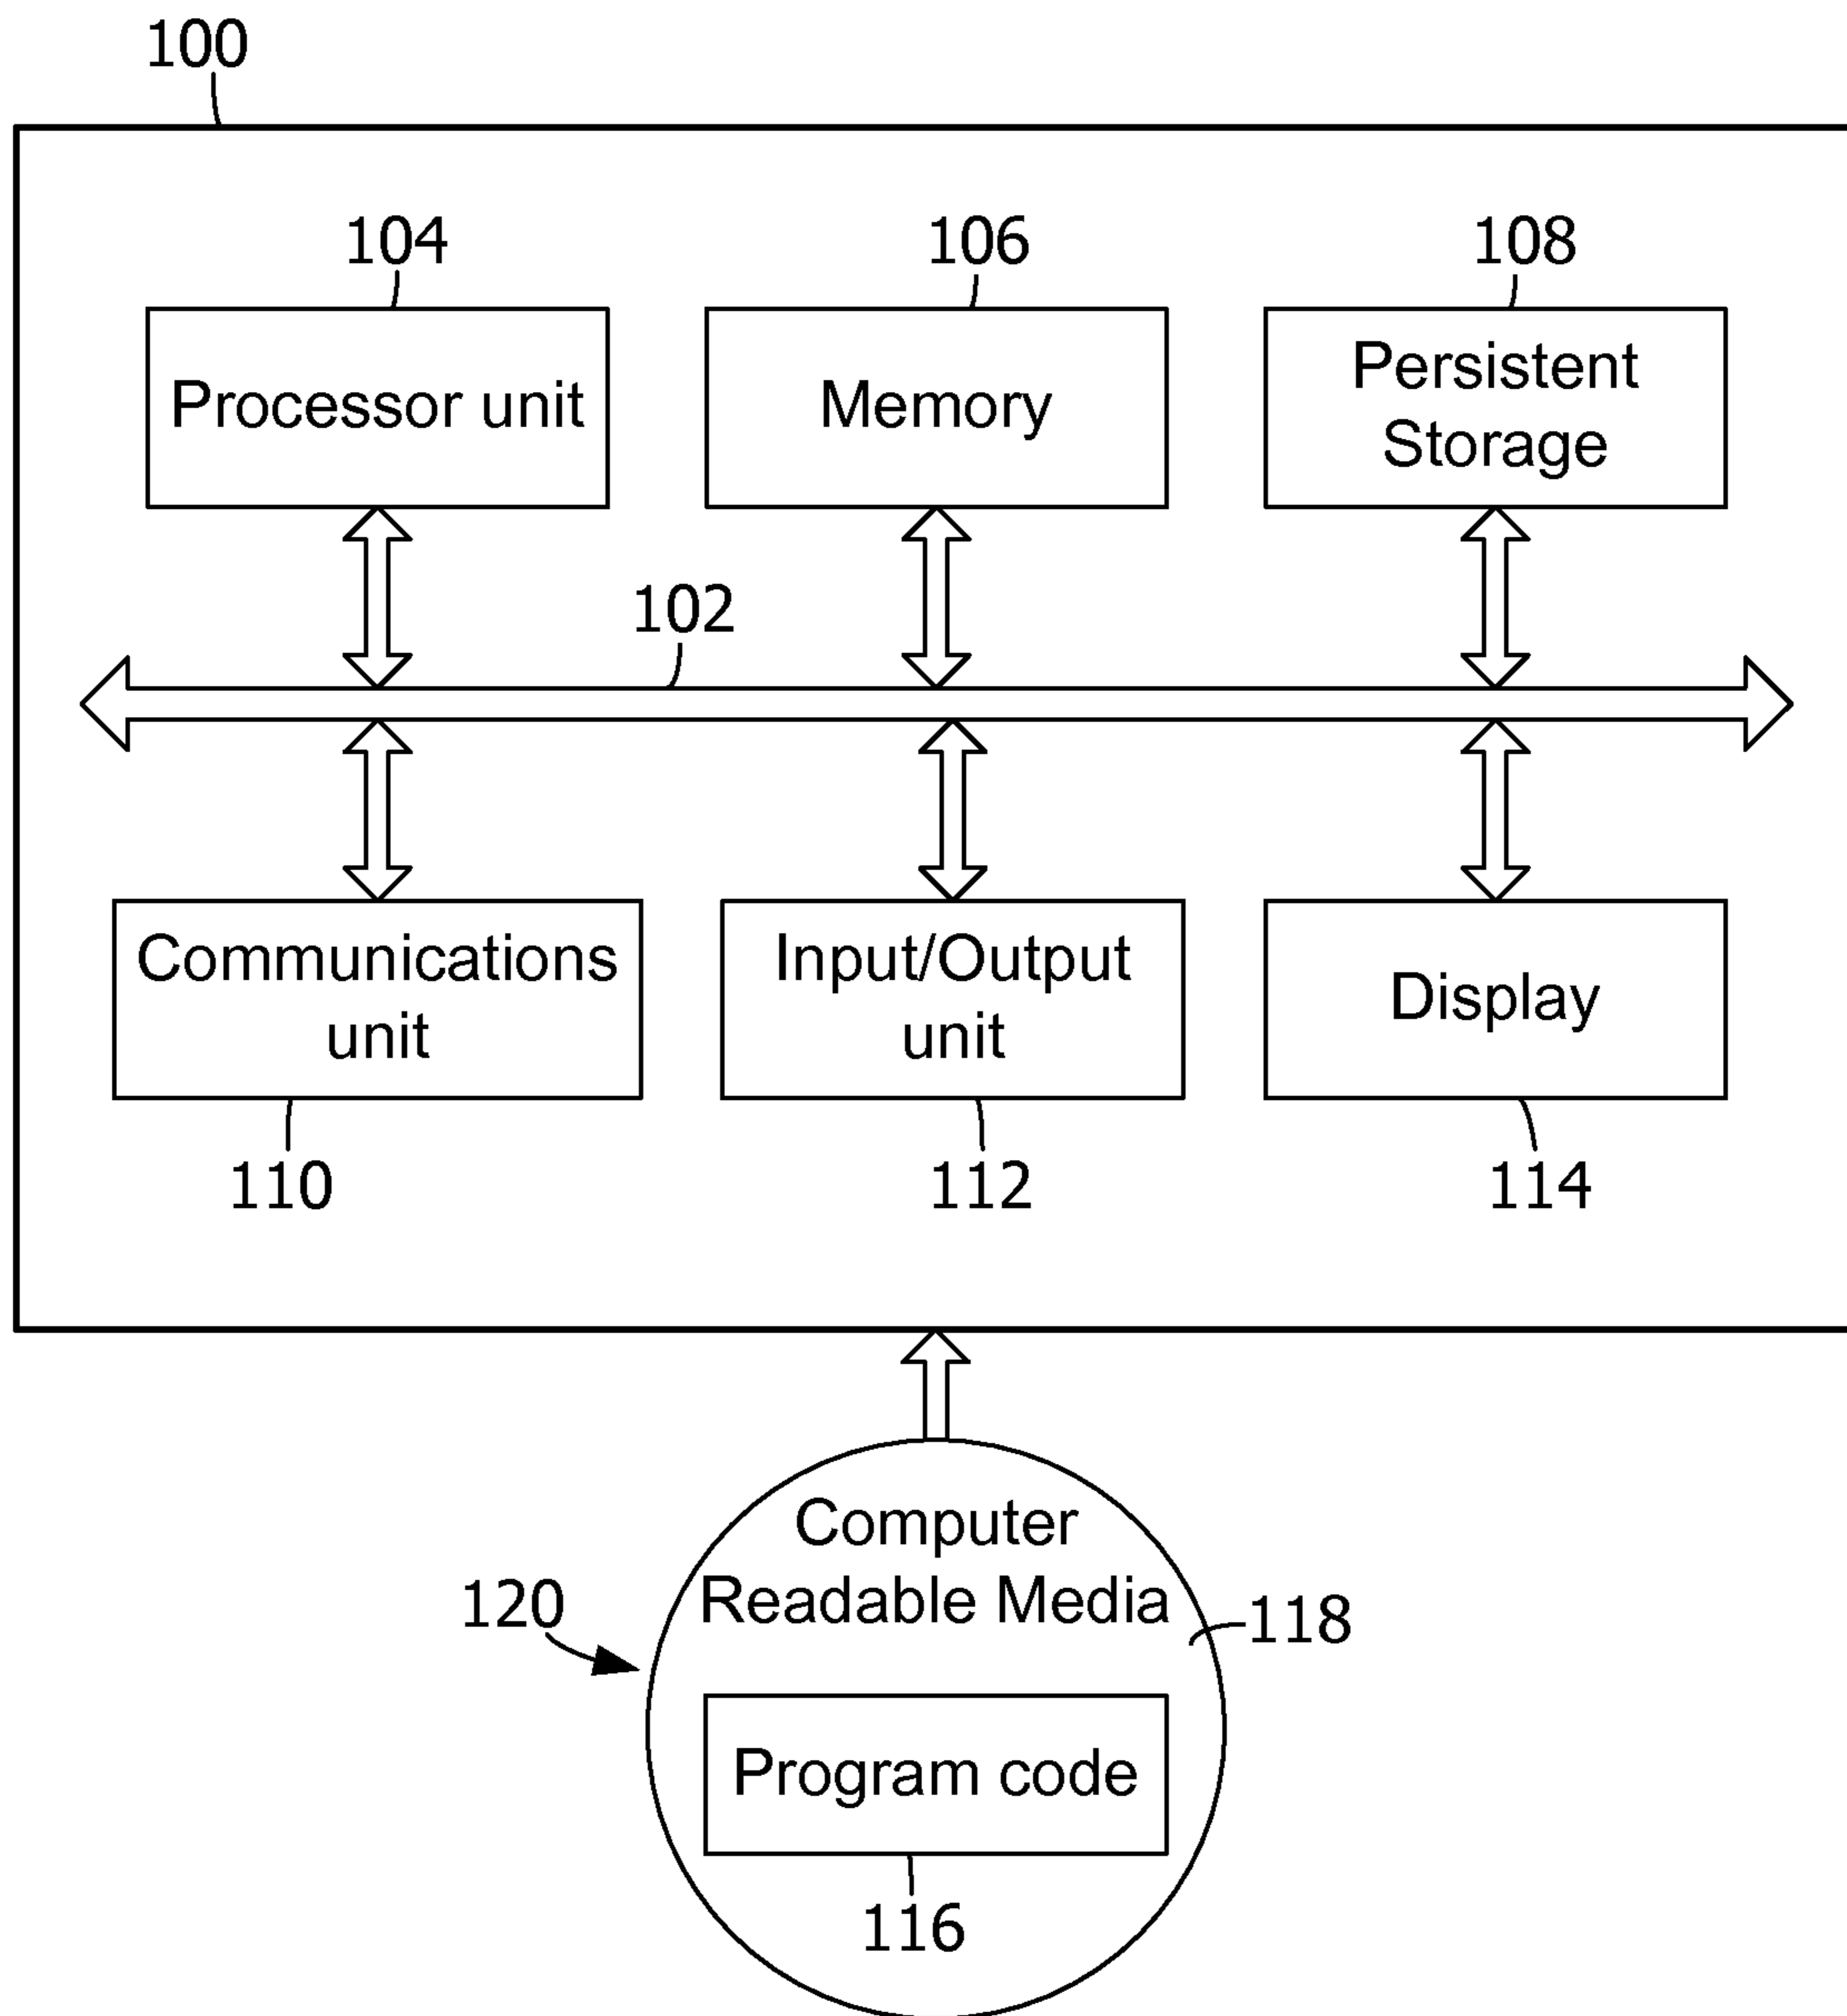 100
104
106
108
Processor unit
Memory
Persistent
Storage
102
Communications
unit
Input/Output
unit
Display
110
112
114
Computer
Readable Media
120
118
Program code
116